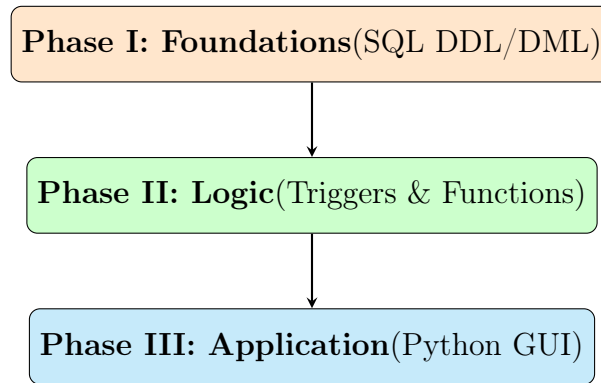 Phase I: Foundations(SQL DDL/DML)
Phase II: Logic(Triggers & Functions)
Phase III: Application(Python GUI)